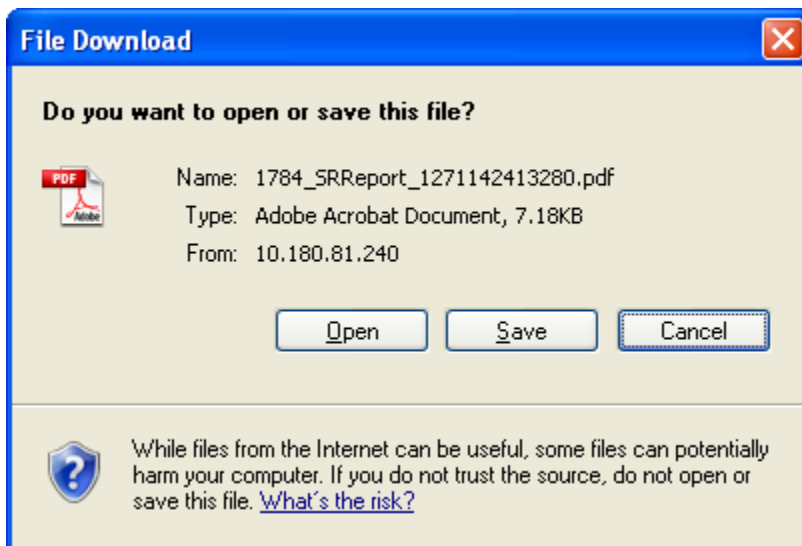 File Download
Do you want to open or save this file?
PDF
Adobe
Name: 1784_SRReport_1271142413280.pdf
Type: Adobe Acrobat Document, 7.18KB
From: 10.180.81.240
Open Save Cancel
While files from the Internet can be useful, some files can potentially
harm your computer. If you do not trust the source, do not open or
save this file. What's the risk?